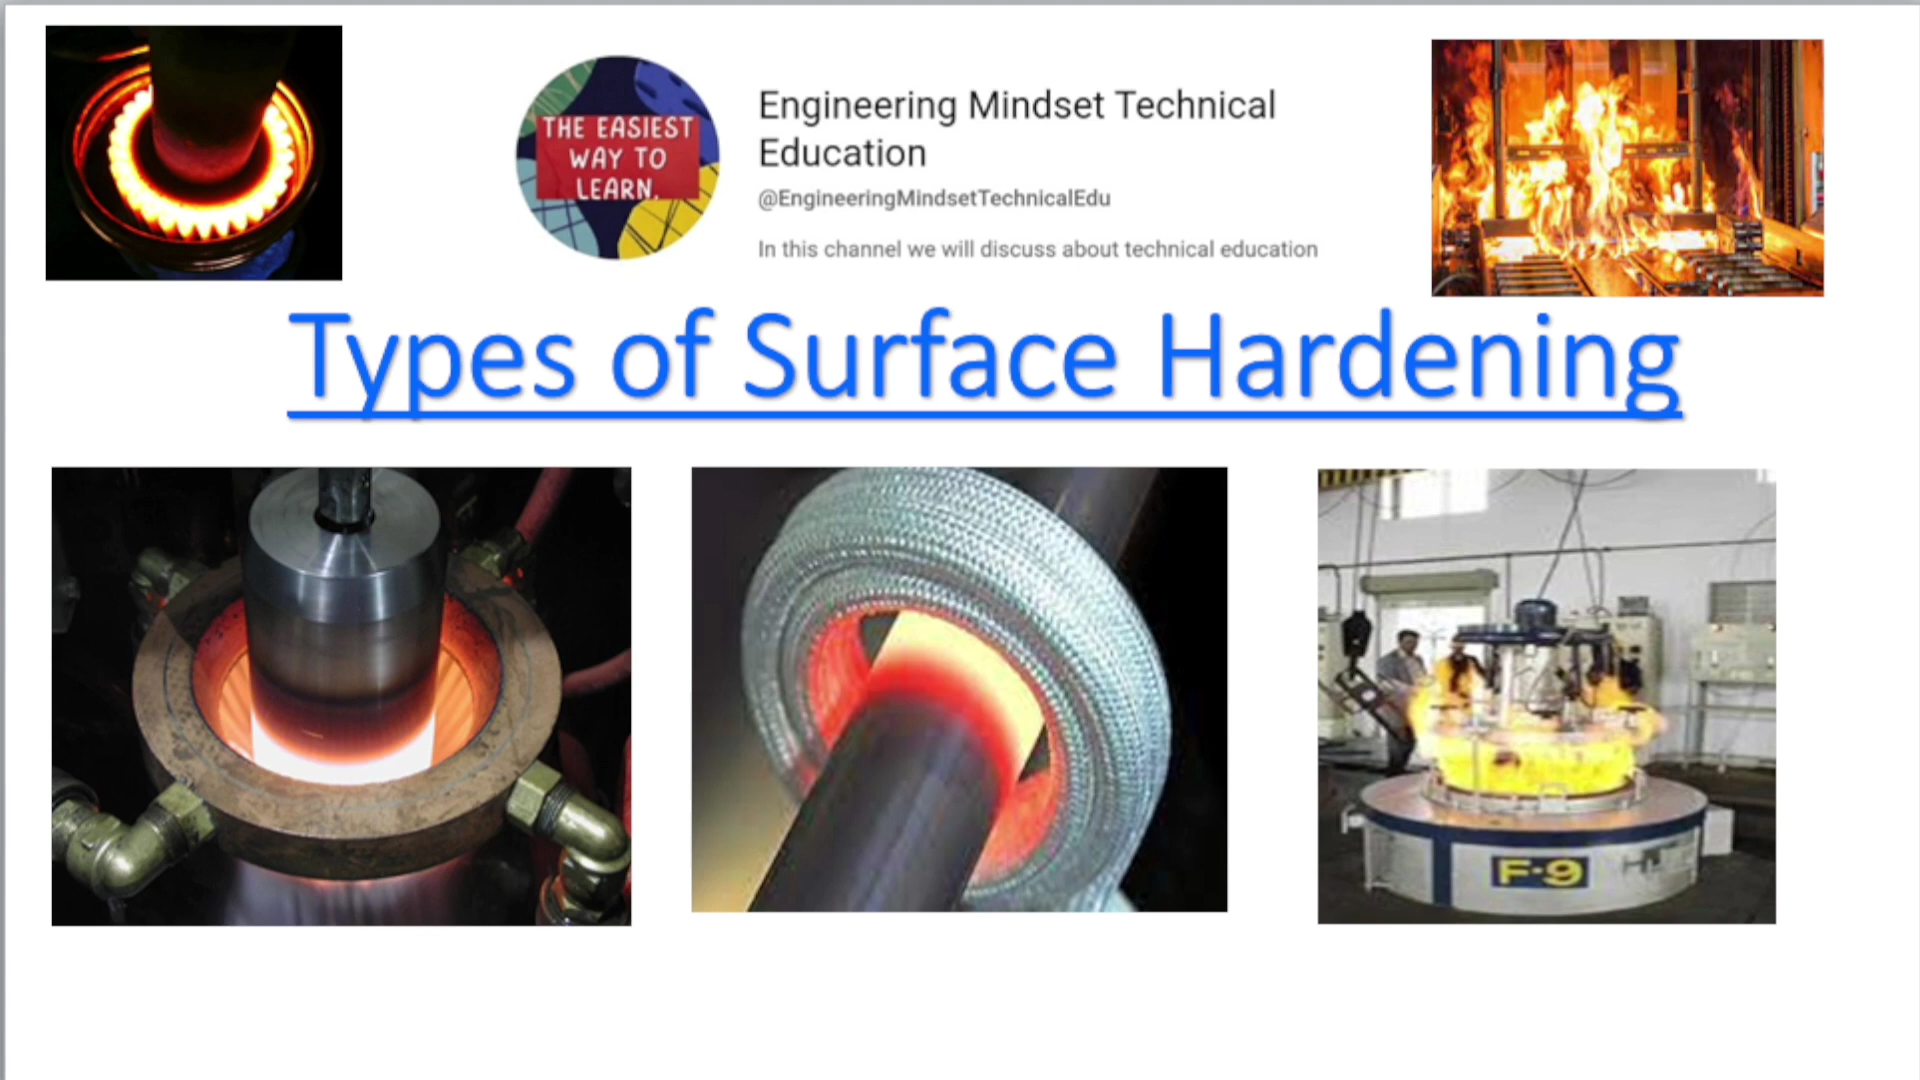 THE EASIEST
WAY TO
LEARN.
Engineering Mindset Technical
Education
@EngineeringMindsetTechnicalEdu
In this channel we will discuss about technical education
Types of Surface Hardening
F-9